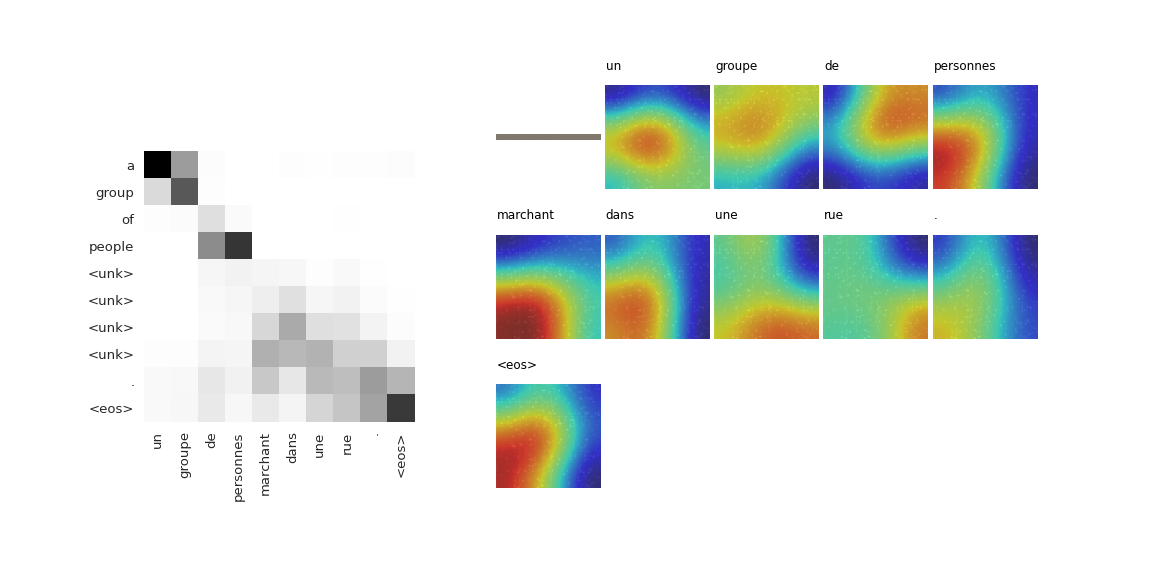 a
group
of
people
<unk>
<unk>
<unk>
<unk>
.
<eos>
un
groupe
de
personnes
marchant
dans
une
rue
.
<eos>
un groupe de personnes
marchant dans une rue .
<eos>